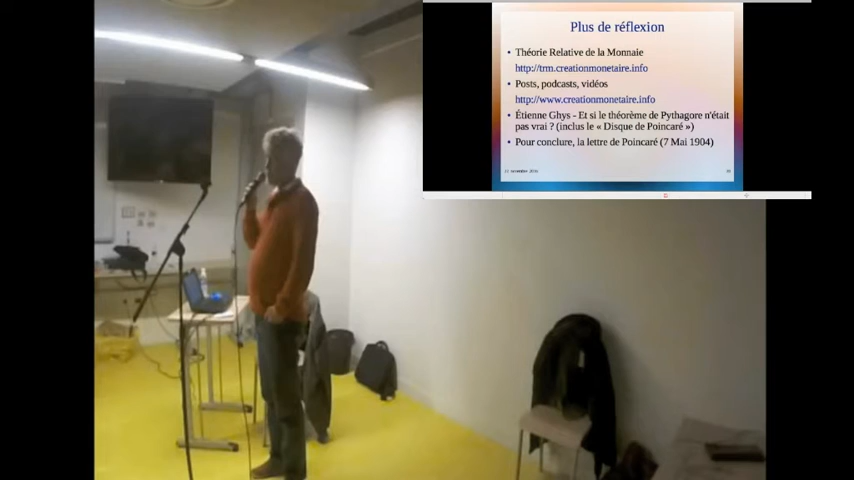 Plus de réflexion
• Théorie Relative de la Monnaie
http://trm.creationmonetaire.info
• Posts, podcasts, vidéos
http://www.creationmonetaire.info
• Étienne Ghys - Et si le théorème de Pythagore n'était
pas vrai ? (inclus le « Disque de Poincaré »)
• Pour conclure, la lettre de Poincaré (7 Mai 1904)